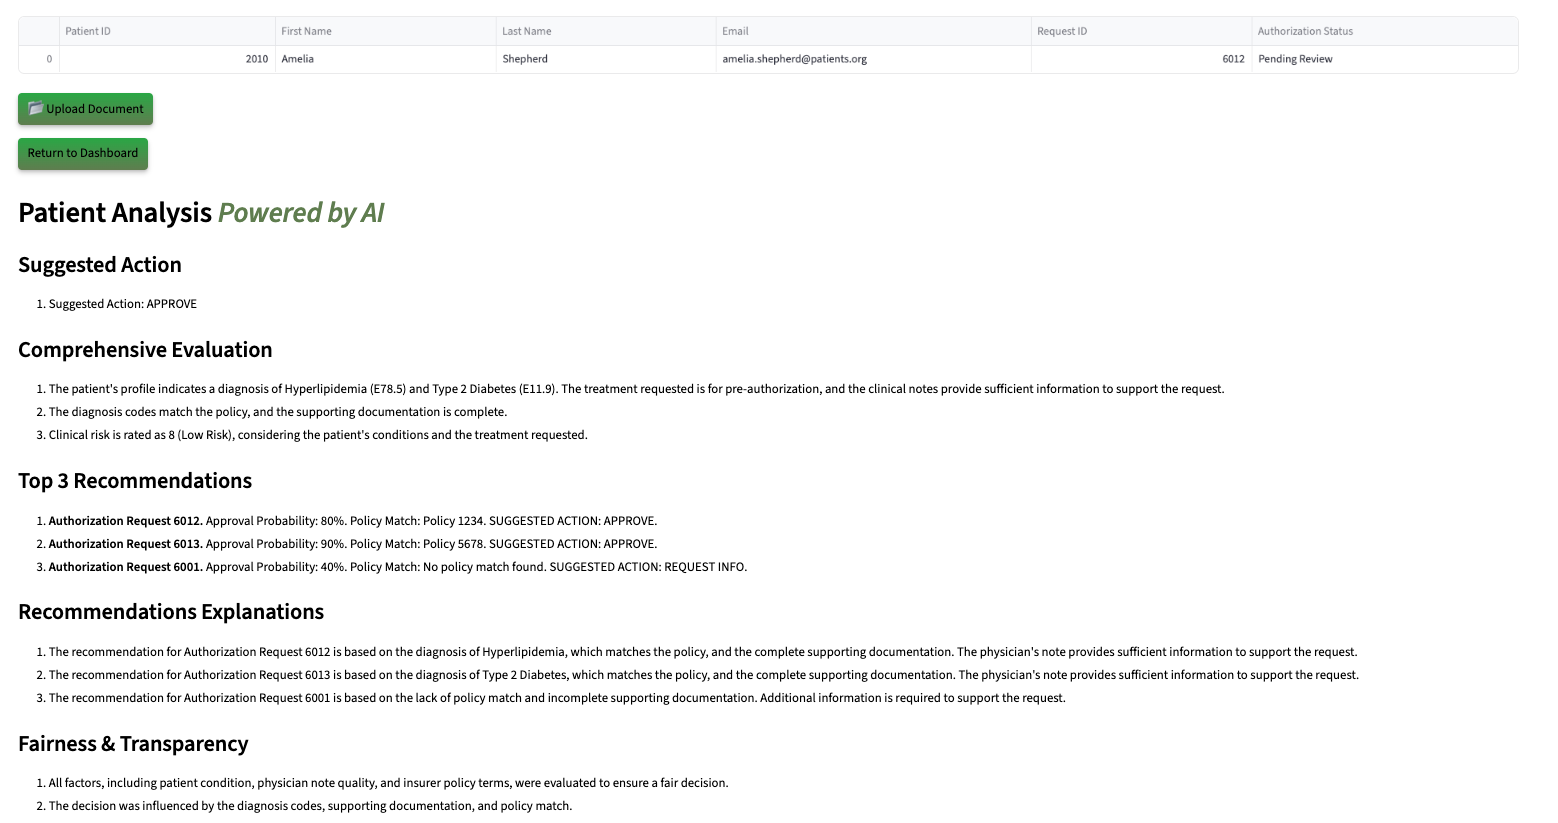 Patient ID First Name Last Name Email Request ID Authorization Status
0 2010 Amelia Shepherd amelia.shepherd@patients.org 6012 Pending Review
Upload Document
Return to Dashboard
Patient Analysis Powered by AI
Suggested Action
1. Suggested Action: APPROVE
Comprehensive Evaluation
1. The patient's profile indicates a diagnosis of Hyperlipidemia (E78.5) and Type 2 Diabetes (E11.9). The treatment requested is for pre-authorization, and the clinical notes provide sufficient information to support the request.
2. The diagnosis codes match the policy, and the supporting documentation is complete.
3. Clinical risk is rated as 8 (Low Risk), considering the patient's conditions and the treatment requested.
Top 3 Recommendations
1. Authorization Request 6012. Approval Probability: 80%. Policy Match: Policy 1234. SUGGESTED ACTION: APPROVE.
2. Authorization Request 6013. Approval Probability: 90%. Policy Match: Policy 5678. SUGGESTED ACTION: APPROVE.
3. Authorization Request 6001. Approval Probability: 40%. Policy Match: No policy match found. SUGGESTED ACTION: REQUEST INFO.
Recommendations Explanations
1. The recommendation for Authorization Request 6012 is based on the diagnosis of Hyperlipidemia, which matches the policy, and the complete supporting documentation. The physician's note provides sufficient information to support the request.
2. The recommendation for Authorization Request 6013 is based on the diagnosis of Type 2 Diabetes, which matches the policy, and the complete supporting documentation. The physician's note provides sufficient information to support the request.
3. The recommendation for Authorization Request 6001 is based on the lack of policy match and incomplete supporting documentation. Additional information is required to support the request.
Fairness & Transparency
1. All factors, including patient condition, physician note quality, and insurer policy terms, were evaluated to ensure a fair decision.
2. The decision was influenced by the diagnosis codes, supporting documentation, and policy match.